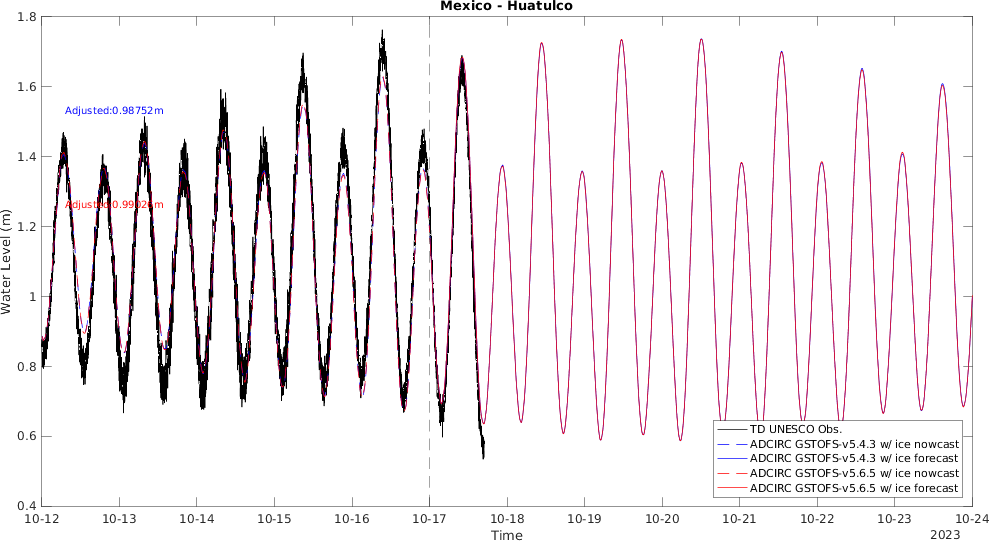 Mexico - Huatulco
1.8
1.6
1.4
1.2
1
0.8
0.6
0.4
Water Level (m)
Adjusted:0.98752m
TD UNESCO Obs.
ADCIRC GSTOFS-v5.4.3 w/ ice nowcast
ADCIRC GSTOFS-v5.4.3 w/ ice forecast
ADCIRC GSTOFS-v5.6.5 w/ ice nowcast
ADCIRC GSTOFS-v5.6.5 w/ ice forecast
10-12 10-13 10-14 10-15 10-16 10-17 10-18 10-19 10-20 10-21 10-22 10-23 10-24
Time
2023